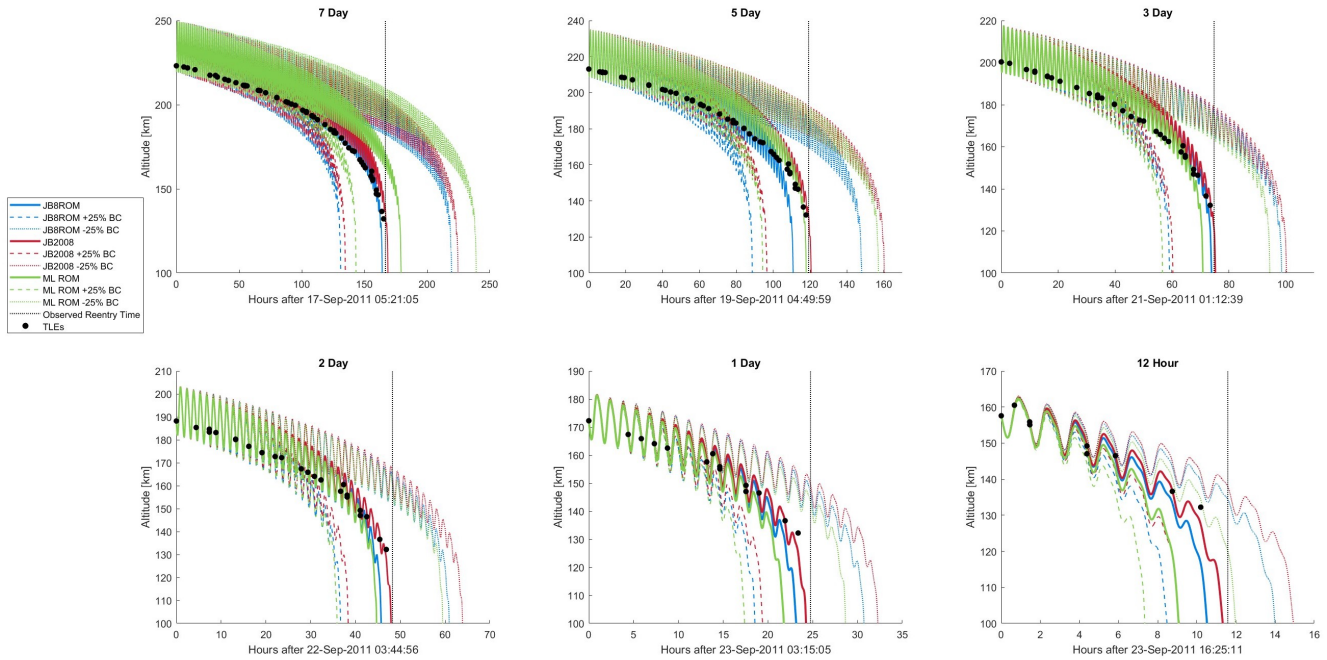 7 Day
250
200
150
100
Altitude [km]
0 50 100 150 200 250
Hours after 17-Sep-2011 05:21:05
5 Day
240
220
200
180
160
140
120
100
Altitude [km]
0 20 40 60 80 100 120 140 160
Hours after 19-Sep-2011 04:49:59
3 Day
220
200
180
160
140
120
100
Altitude [km]
0 20 40 60 80 100
Hours after 21-Sep-2011 01:12:39
JB8ROM
JB8ROM +25% BC
JB8ROM -25% BC
JB2008
JB2008 +25% BC
JB2008 -25% BC
ML ROM
ML ROM +25% BC
ML ROM -25% BC
Observed Reentry Time
TLEs
2 Day
210
200
190
180
170
160
150
140
130
120
110
100
Altitude [km]
0 10 20 30 40 50 60 70
Hours after 22-Sep-2011 03:44:56
1 Day
190
180
170
160
150
140
130
120
110
100
Altitude [km]
0 5 10 15 20 25 30 35
Hours after 23-Sep-2011 03:15:05
12 Hour
170
160
150
140
130
120
110
100
Altitude [km]
0 2 4 6 8 10 12 14 16
Hours after 23-Sep-2011 16:25:11